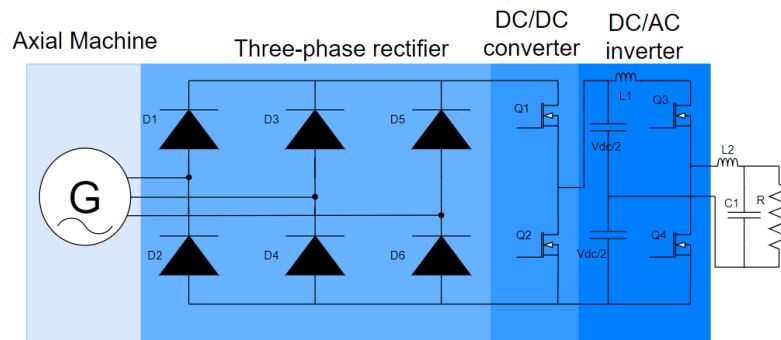 Axial Machine
Three-phase rectifier
DC/DC
converter
DC/AC
inverter
D1
D3
D5
Q1
L1
Q3
Vdc/2
L2
G
C1
R
D2
D4
D6
Q2
Vdc/2
Q4